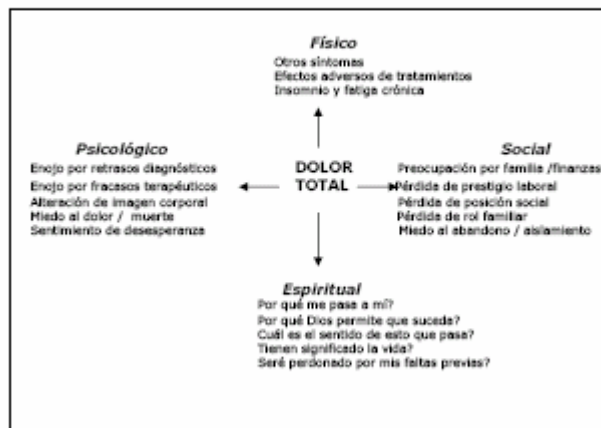 Físico
Otros síntomas
Efectos adversos de tratamientos
Insomnio y fatiga crónica
Psicológico
Enojo por retrasos diagnósticos
Enojo por fracasos terapéuticos
Alteración de imagen corporal
Miedo al dolor / muerte
Sentimiento de desesperanza
DOLOR
TOTAL
Social
Preocupación por familia /finanzas
Pérdida de prestigio laboral
Pérdida de posición social
Pérdida de rol familiar
Miedo al abandono / aislamiento
Espiritual
Por qué me pasa a mí?
Por qué Dios permite que suceda?
Cuál es el sentido de esto que pasa?
Tienen significado la vida?
Seré perdonado por mis faltas previas?